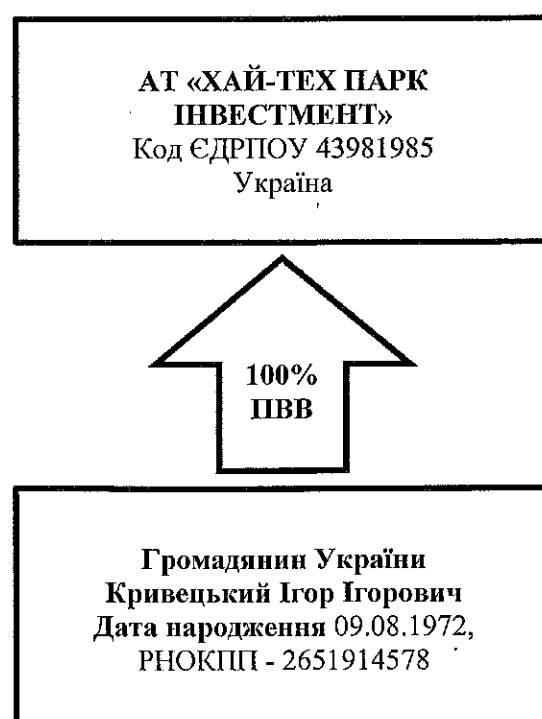 АТ «ХАЙ-ТЕХ ПАРК
ІНВЕСТМЕНТ»
Код ЄДРПОУ 43981985
Україна
100%
ПВВ
Громадянин України
Кривецький Ігор Ігорович
Дата народження 09.08.1972,
РНОКПП - 2651914578